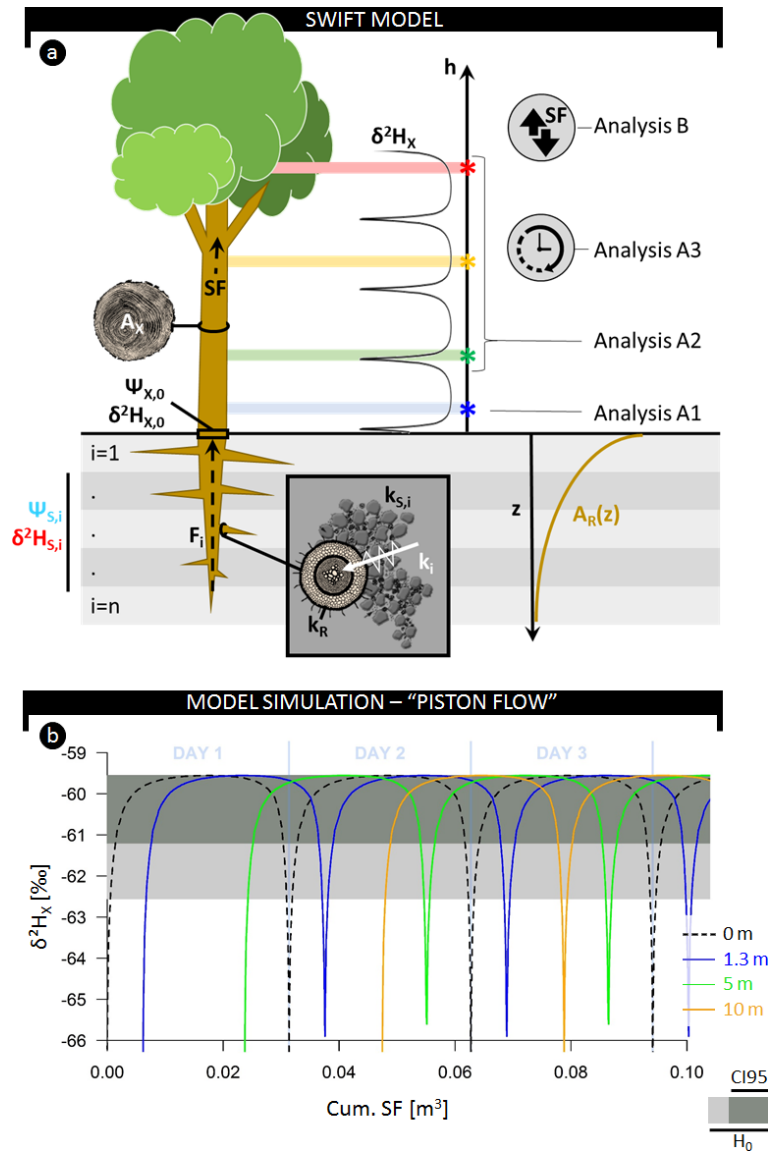 SWIFT MODEL
a
h
δ²H_X
SF
Analysis B
Analysis A3
SF
A_X
Analysis A2
Ψ_X,0
δ²H_X,0
Analysis A1
i=1
.
Ψ_S,i
δ²H_S,i
.
.
i=n
F_i
k_S,i
k_i
k_R
z
A_R(z)
MODEL SIMULATION – “PISTON FLOW”
b
DAY 1 DAY 2 DAY 3
-59
-60
-61
-62
-63
-64
-65
-66
δ²H_X [‰]
0 m
1.3 m
5 m
10 m
0.00 0.02 0.04 0.06 0.08 0.10
Cum. SF [m³]
CI95
H₀